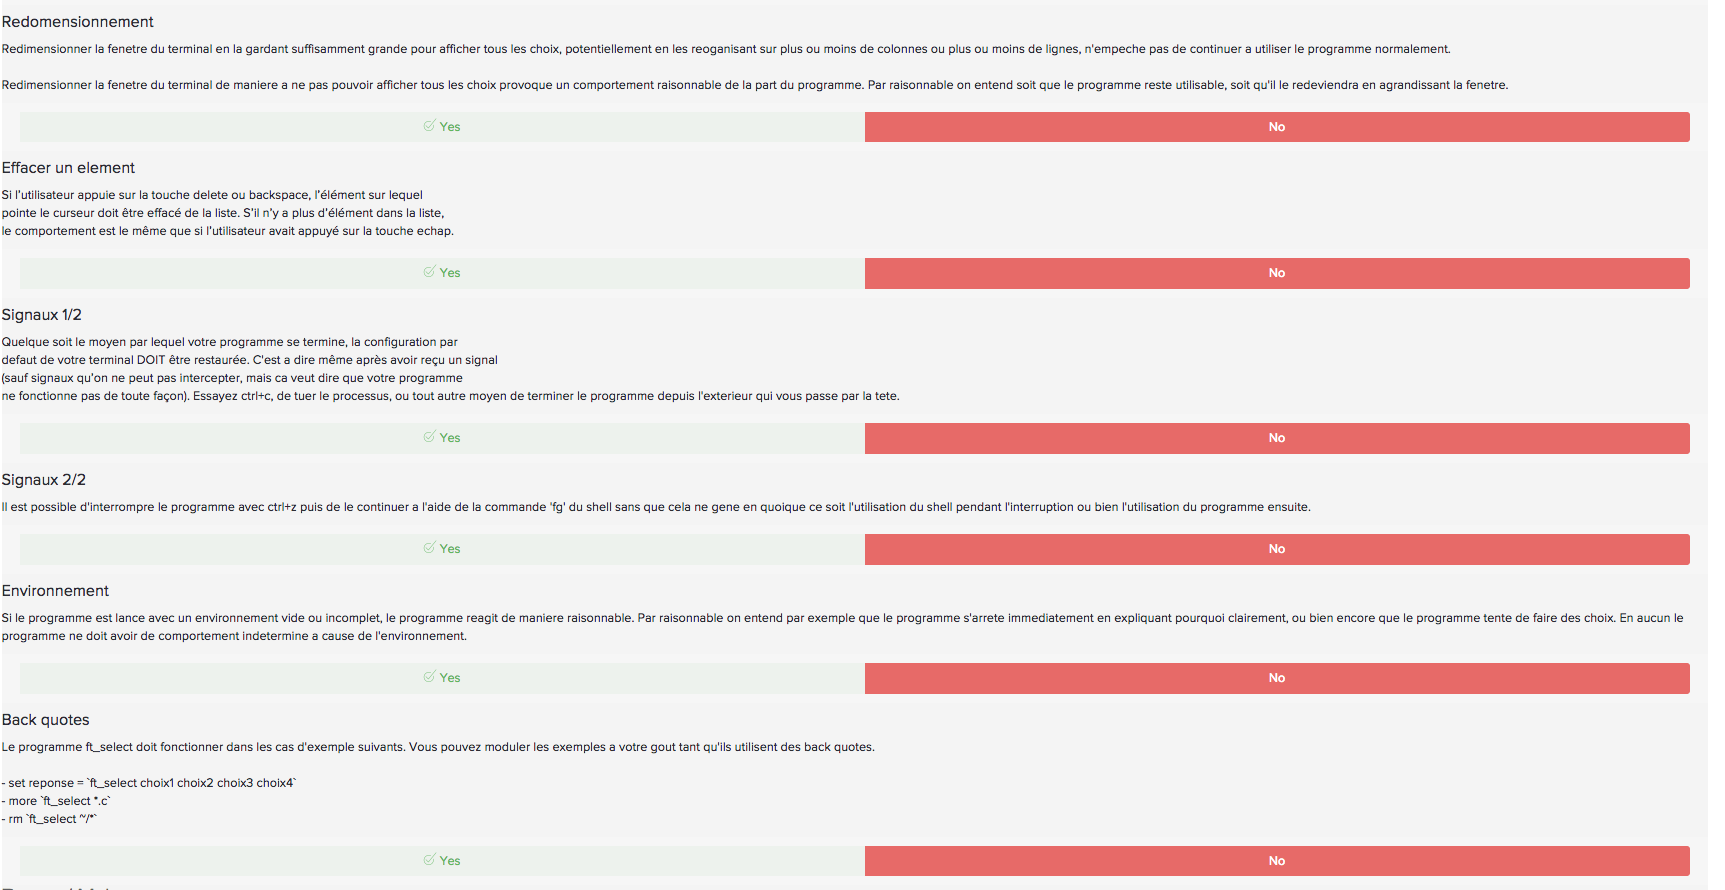 Redomensionnement
Redimensionner la fenetre du terminal en la gardant suffisamment grande pour afficher tous les choix, potentiellement en les reoganisant sur plus ou moins de colonnes ou plus ou moins de lignes, n'empeche pas de continuer a utiliser le programme normalement.
Redimensionner la fenetre du terminal de maniere a ne pas pouvoir afficher tous les choix provoque un comportement raisonnable de la part du programme. Par raisonnable on entend soit que le programme reste utilisable, soit qu'il le redeviendra en agrandissant la fenetre.
Yes No
Effacer un element
Si l'utilisateur appuie sur la touche delete ou backspace, l'élément sur lequel
pointe le curseur doit être effacé de la liste. S'il n'y a plus d'élément dans la liste,
le comportement est le même que si l'utilisateur avait appuyé sur la touche echap.
Yes No
Signaux 1/2
Quelque soit le moyen par lequel votre programme se termine, la configuration par
defaut de votre terminal DOIT être restaurée. C'est a dire même après avoir reçu un signal
(sauf signaux qu'on ne peut pas intercepter, mais ca veut dire que votre programme
ne fonctionne pas de toute façon). Essayez ctrl+c, de tuer le processus, ou tout autre moyen de terminer le programme depuis l'exterieur qui vous passe par la tete.
Yes No
Signaux 2/2
Il est possible d'interrompre le programme avec ctrl+z puis de le continuer a l'aide de la commande 'fg' du shell sans que cela ne gene en quoique ce soit l'utilisation du shell pendant l'interruption ou bien l'utilisation du programme ensuite.
Yes No
Environnement
Si le programme est lance avec un environnement vide ou incomplet, le programme reagit de maniere raisonnable. Par raisonnable on entend par exemple que le programme s'arrete immediatement en expliquant pourquoi clairement, ou bien encore que le programme tente de faire des choix. En aucun le
programme ne doit avoir de comportement indetermine a cause de l'environnement.
Yes No
Back quotes
Le programme ft_select doit fonctionner dans les cas d'exemple suivants. Vous pouvez moduler les exemples a votre gout tant qu'ils utilisent des back quotes.
- set reponse = `ft_select choix1 choix2 choix3 choix4`
- more `ft_select *.c`
- rm `ft_select ~/*`
Yes No